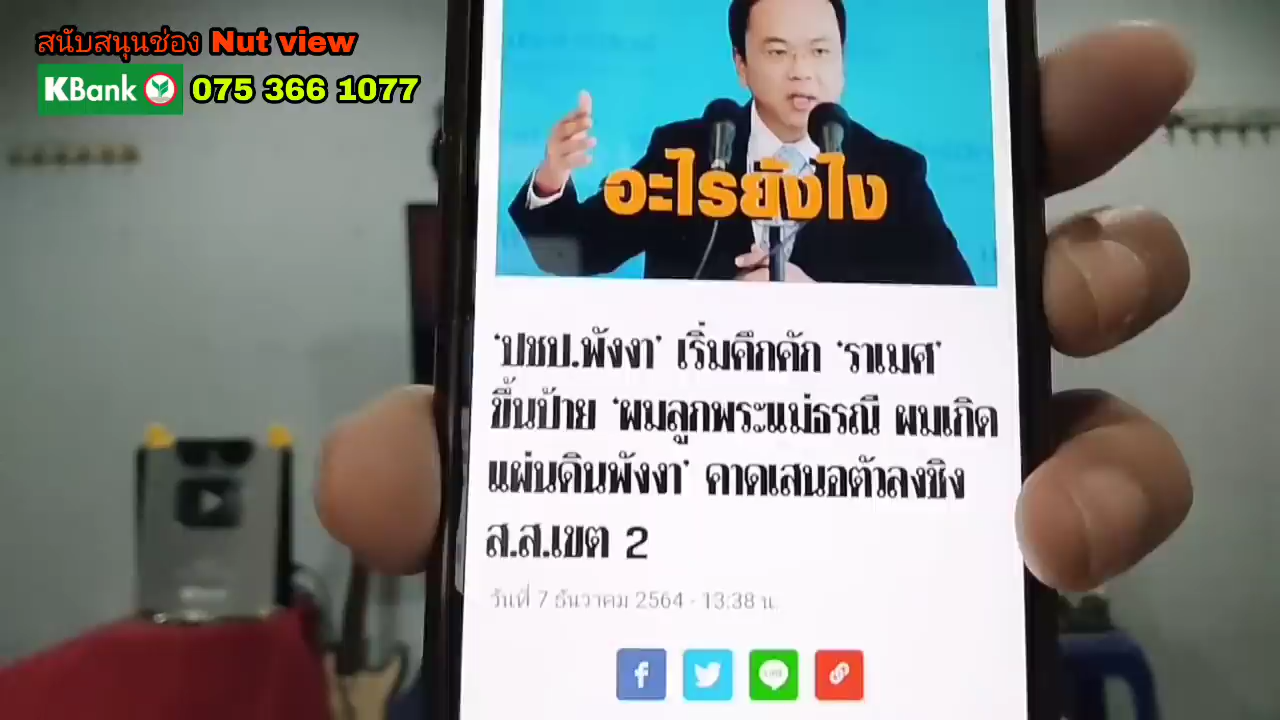 สนับสนุนช่อง Nut view
KBank 075 366 1077
อะไรยังไง
'ปชป.พังงา' เริ่มคึกคัก 'ราเมศ'
ขึ้นป้าย 'ผมลูกพระแม่ธรณี ผมเกิด
แผ่นดินพังงา' คาดเสนอตัวลงชิง
ส.ส.เขต 2
วันที่ 7 ธันวาคม 2564 - 13:38 น.
LINE